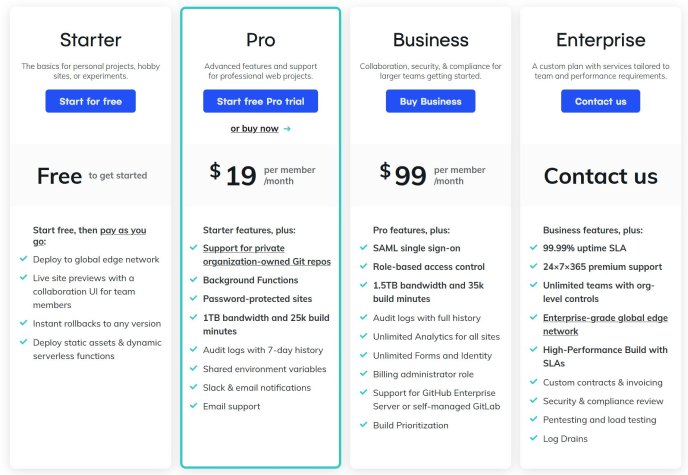 Starter
The basics for personal projects, hobby
sites, or experiments.
Start for free
Free to get started
Start free, then pay as you
go:
Deploy to global edge network
Live site previews with a
collaboration UI for team
members
Instant rollbacks to any version
Deploy static assets & dynamic
serverless functions
Pro
Advanced features and support
for professional web projects.
Start free Pro trial
or buy now →
$19 per member
/month
Starter features, plus:
Support for private
organization-owned Git repos
Background Functions
Password-protected sites
1TB bandwidth and 25k build
minutes
Audit logs with 7-day history
Shared environment variables
Slack & email notifications
Email support
Business
Collaboration, security, & compliance for
larger teams getting started.
Buy Business
$99 per member
/month
Pro features, plus:
SAML single sign-on
Role-based access control
1.5TB bandwidth and 35k
build minutes
Audit logs with full history
Unlimited Analytics for all sites
Unlimited Forms and Identity
Billing administrator role
Support for GitHub Enterprise
Server or self-managed GitLab
Build Prioritization
Enterprise
A custom plan with services tailored to
team and performance requirements.
Contact us
Contact us
Business features, plus:
99.99% uptime SLA
24×7×365 premium support
Unlimited teams with org-
level controls
Enterprise-grade global edge
network
High-Performance Build with
SLAs
Custom contracts & invoicing
Security & compliance review
Pentesting and load testing
Log Drains